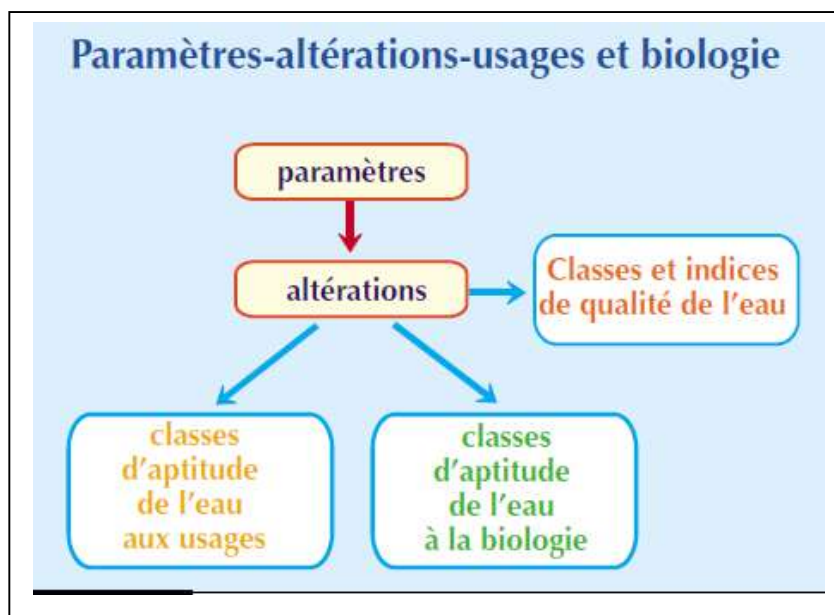 Paramètres-altérations-usages et biologie
paramètres
altérations
Classes et indices
de qualité de l'eau
classes
d'aptitude
de l'eau
aux usages
classes
d'aptitude
de l'eau
à la biologie